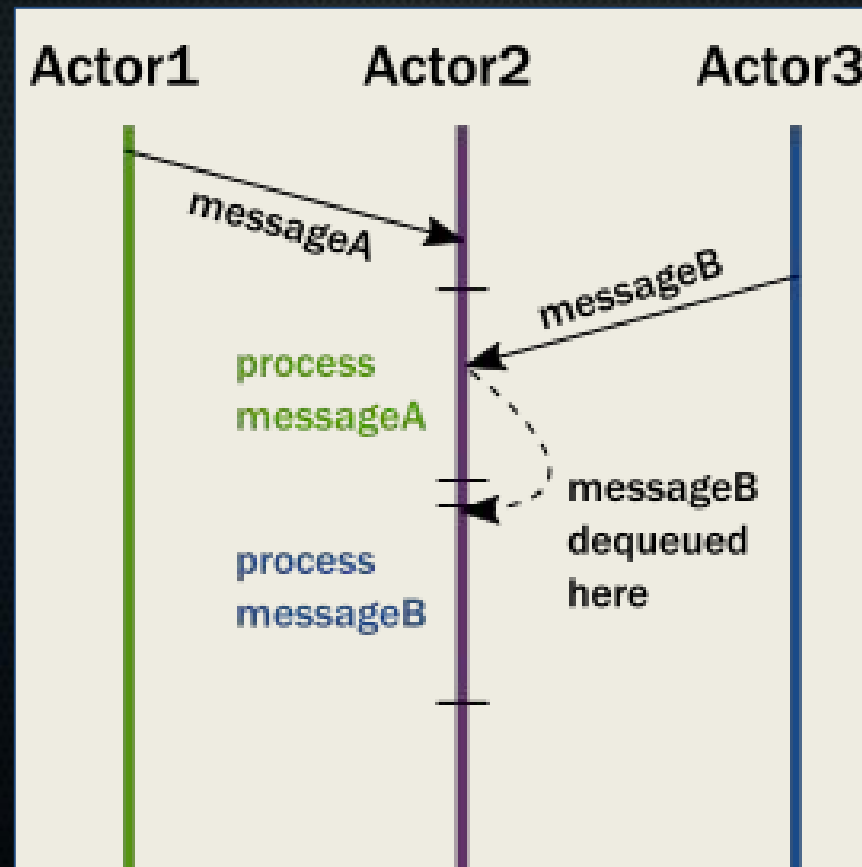 Actor1
Actor2
Actor3
messageA
messageB
process
messageA
messageB
dequeued
here
process
messageB